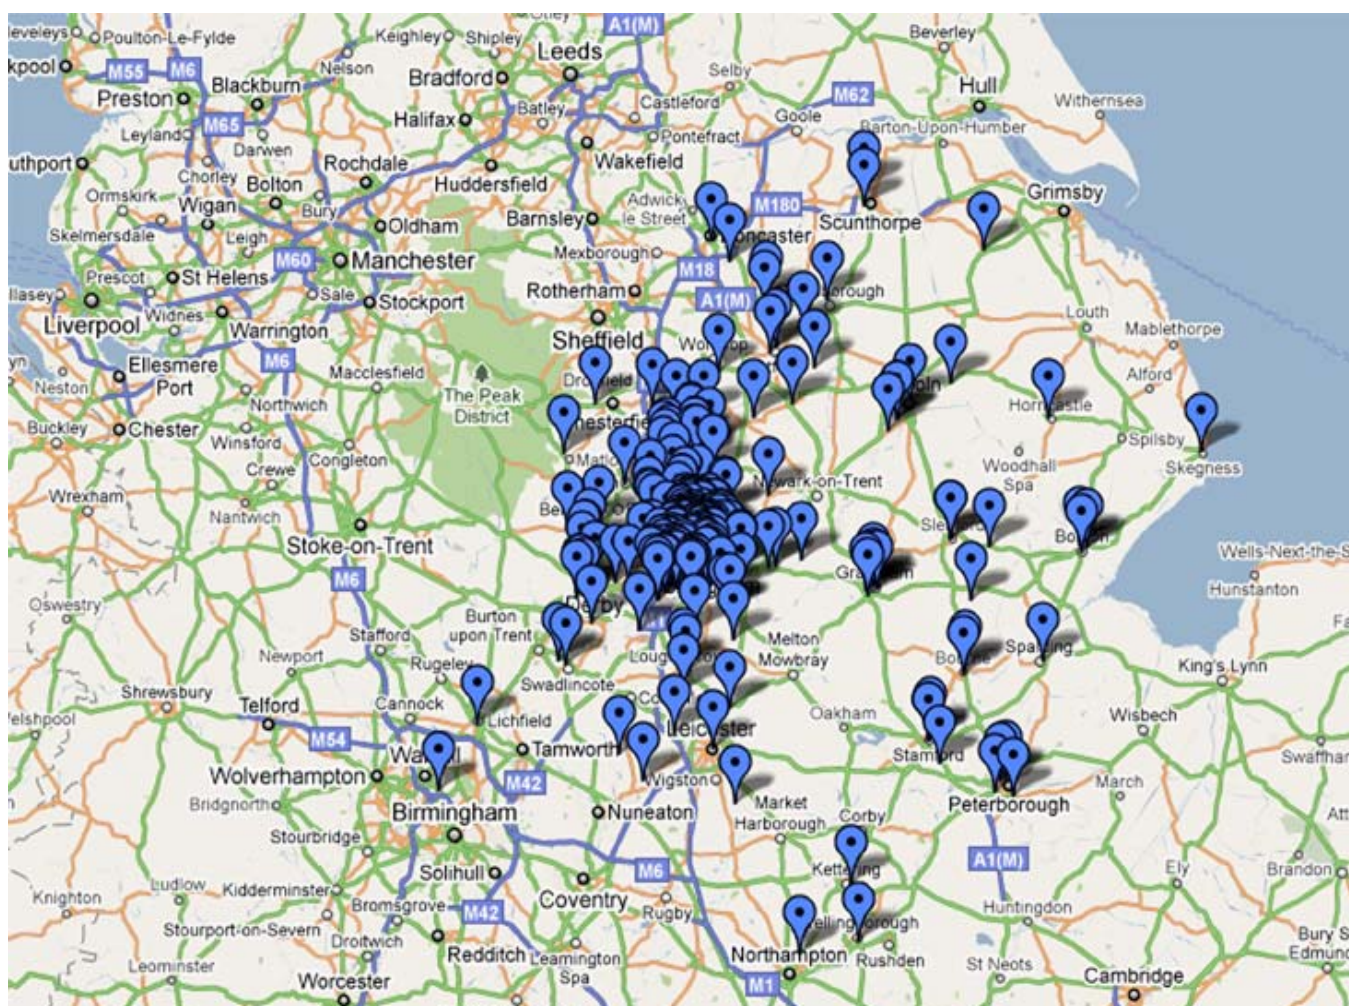 A1(M)
Otley
Beverley
Poulton-Le-Fylde
Keighley
Shipley
Leeds
Nelson
M55
M6
Bradford
Selby
Hull
Preston
Blackburn
M62
Withernsea
Batley
Castleford
Goole
Leyland
M65
Halifax
Barton-Upon-Humber
Darwen
Pontefract
Wakefield
Rochdale
Chorley
Huddersfield
Ormskirk
Bolton
Grimsby
Wigan
Bury
Barnsley
Adwick
le Street
M180
Scunthorpe
Oldham
Skelmersdale
Leigh
M60
Manchester
Mexborough
M18
Prescot
St Helens
Sale
Rotherham
A1(M)
Stockport
Liverpool
Widnes
Warrington
Louth
Sheffield
Mablethorpe
Ellesmere
Port
M6
Macclesfield
The Peak
District
Neston
Northwich
Alford
Buckley
Chester
Winsford
Congleton
Spilsby
Crewe
Woodhall
Spa
Skegness
Wrexham
Nantwich
Newark-on-Trent
Stoke-on-Trent
Wells-Next-the-S
M6
Hunstanton
Oswestry
Derby
Burton
upon Trent
Stafford
Melton
Mowbray
Newport
Rugeley
King's Lynn
Swadlincote
Shrewsbury
Cannock
Telford
Lichfield
Oakham
Wisbech
Welshpool
M54
Tamworth
Leicester
Stamford
Swaffham
Wolverhampton
M42
Wigston
March
Bridgnorth
Market
Harborough
Peterborough
Birmingham
Nuneaton
Corby
Stourbridge
A1(M)
Brandon
Solihull
M6
Kettering
Ely
Knighton
Ludlow
Kidderminster
Coventry
Bromsgrove
M42
Rugby
Huntingdon
Stourport-on-Severn
Droitwich
Redditch
Leamington
Spa
Northampton
Rushden
Bury S
Edmund
Leominster
M1
St Neots
Cambridge
Worcester